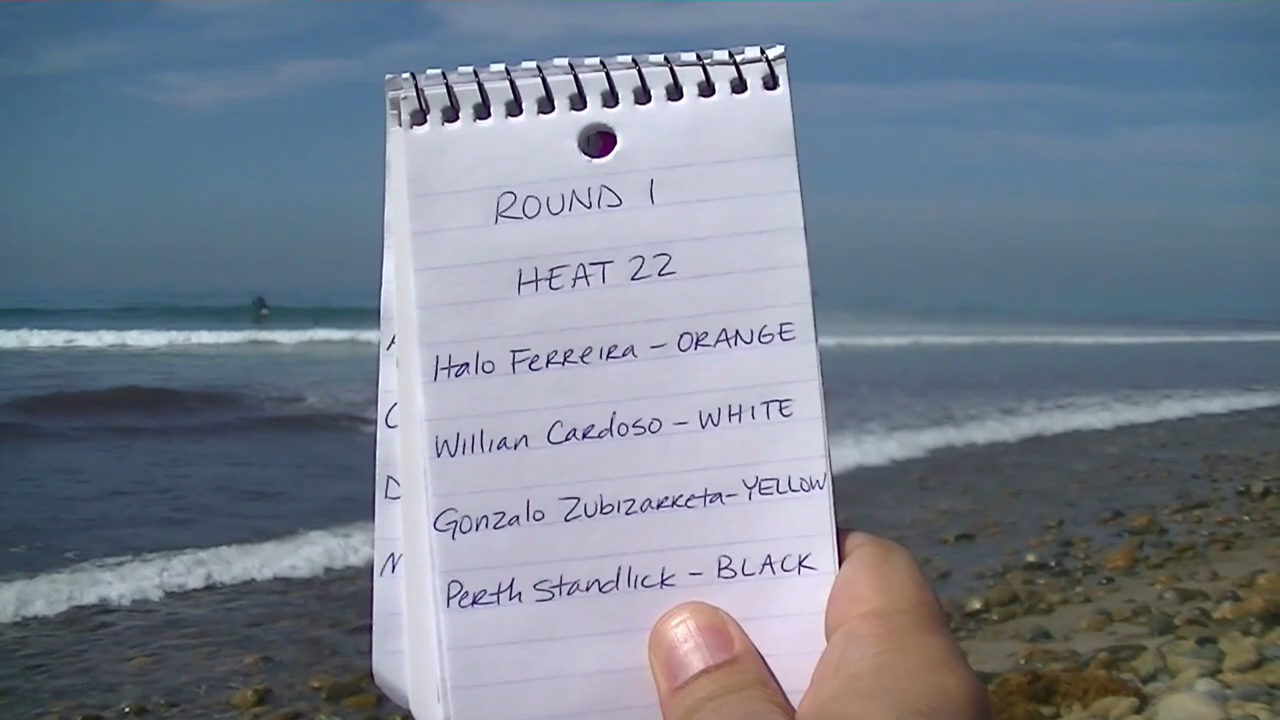 ROUND 1
HEAT 22
Italo Ferreira - ORANGE
Willian Cardoso - WHITE
Gonzalo Zubizarreta - YELLOW
Perth Standlick - BLACK